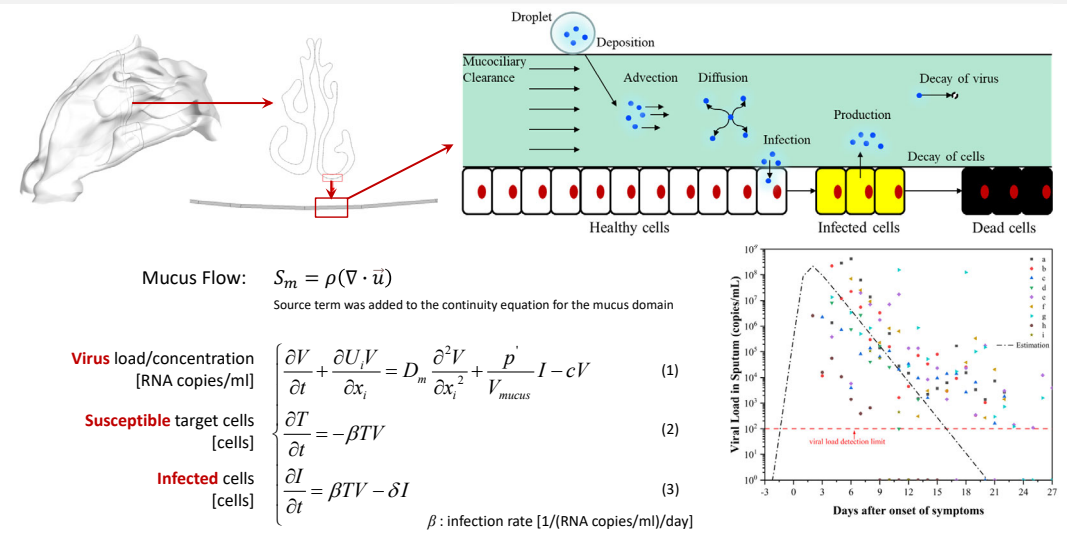 Droplet
Deposition
Mucociliary
Clearance
Advection
Diffusion
Decay of virus
Infection
Production
Decay of cells
Healthy cells
Infected cells
Dead cells
Mucus Flow: S_m = ρ(∇ · u⃗)
Source term was added to the continuity equation for the mucus domain
Virus load/concentration
[RNA copies/ml]
∂V/∂t + ∂U_iV/∂x_i = D_m ∂²V/∂x_i² + p'/V_mucus I − cV (1)
Susceptible target cells
[cells]
∂T/∂t = −βTV (2)
Infected cells
[cells]
∂I/∂t = βTV − δI (3)
β : infection rate [1/(RNA copies/ml)/day]
Viral Load in Sputum (copies/mL)
10⁹
10⁸
10⁷
10⁶
10⁵
10⁴
10³
10²
10¹
10⁰
a
b
c
d
e
f
g
h
i
Estimation
viral load detection limit
-3 0 3 6 9 12 15 18 21 24 27
Days after onset of symptoms